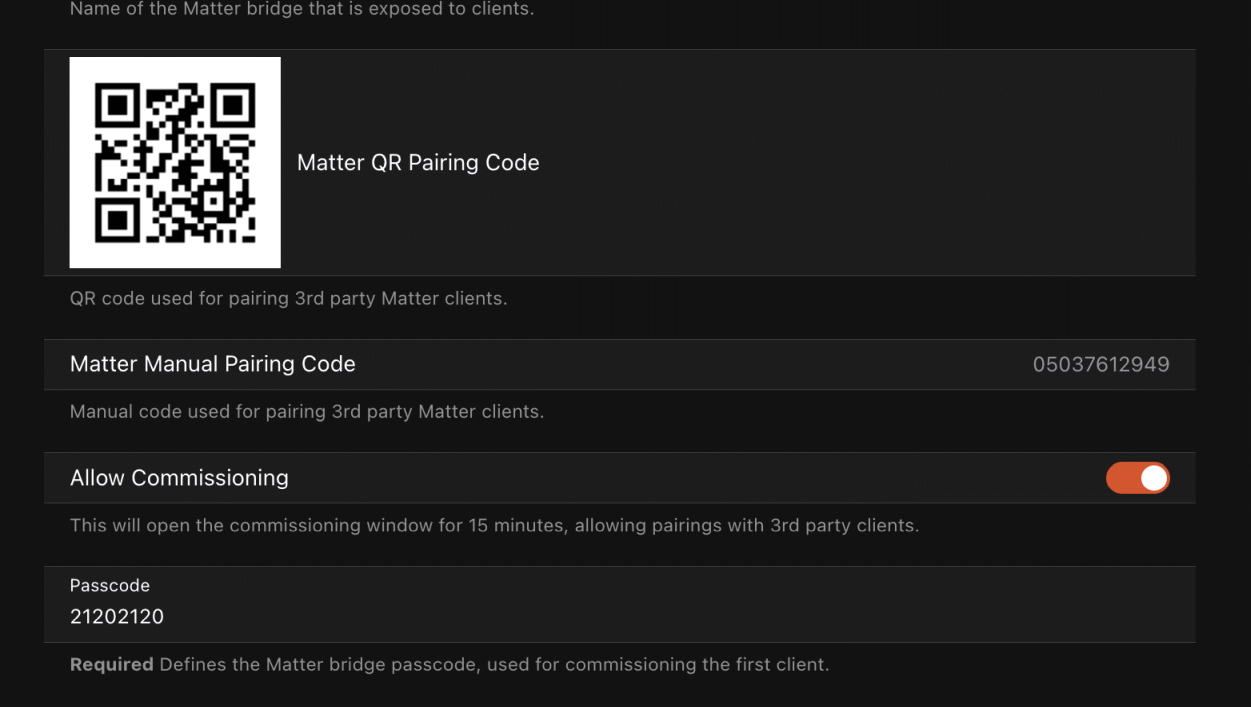 Name of the Matter bridge that is exposed to clients.
Matter QR Pairing Code
QR code used for pairing 3rd party Matter clients.
Matter Manual Pairing Code 05037612949
Manual code used for pairing 3rd party Matter clients.
Allow Commissioning
This will open the commissioning window for 15 minutes, allowing pairings with 3rd party clients.
Passcode
21202120
Required Defines the Matter bridge passcode, used for commissioning the first client.